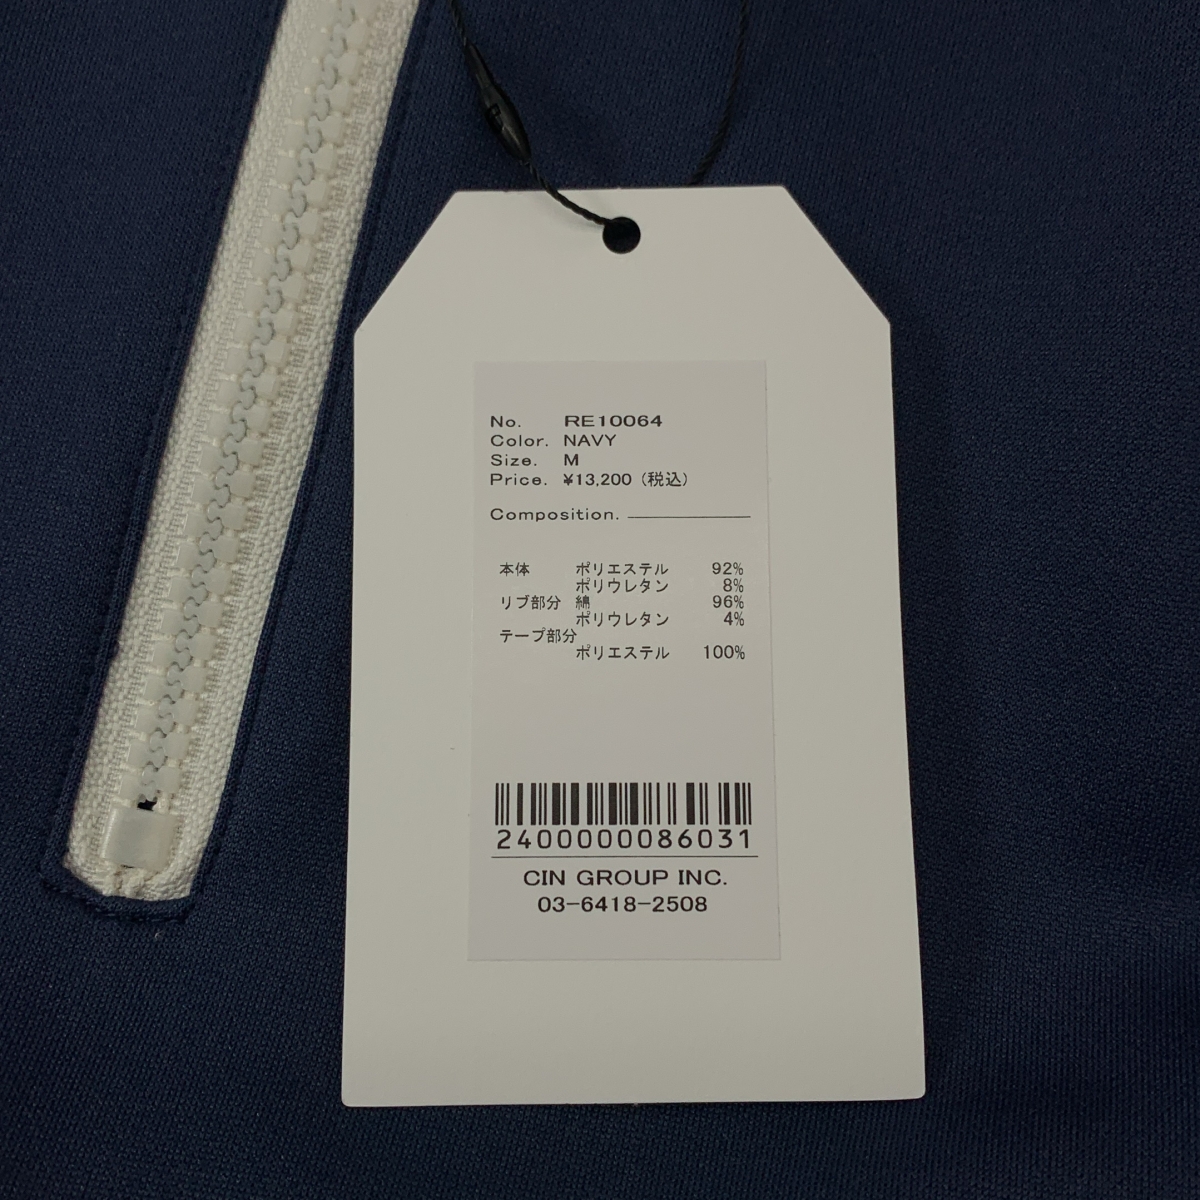 No. RE10064
Color. NAVY
Size. M
Price. ¥13,200 (税込)
Composition.
本体 ポリエステル 92%
ポリウレタン 8%
リブ部分 綿 96%
ポリウレタン 4%
テープ部分
ポリエステル 100%
2400000086031
CIN GROUP INC.
03-6418-2508